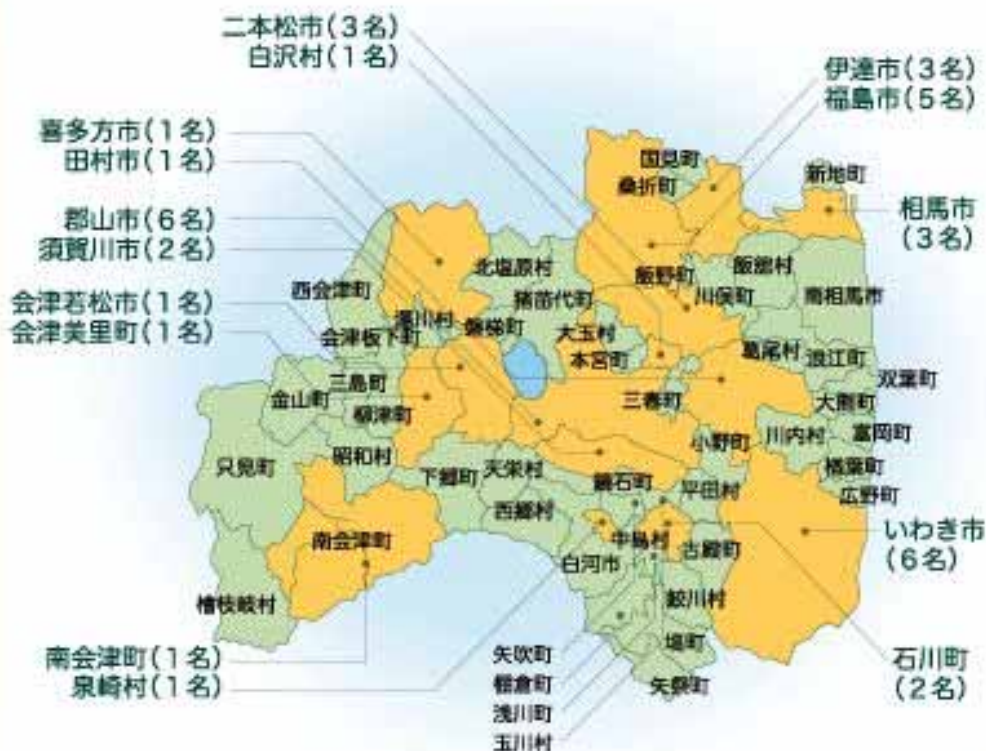 二本松市(3名)
白沢村(1名)
伊達市(3名)
福島市(5名)
喜多方市(1名)
田村市(1名)
郡山市(6名)
須賀川市(2名)
会津若松市(1名)
会津美里町(1名)
国見町
桑折町
新地町
相馬市
(3名)
北塩原村
飯野町
飯舘村
西会津町
猪苗代町
川俣町
南相馬市
湯川村
磐梯町
大玉村
会津坂下町
本宮町
葛尾村
浪江町
三島町
双葉町
金山町
柳津町
三春町
大熊町
昭和村
小野町
川内村
富岡町
只見町
下郷町
天栄村
楢葉町
鏡石町
平田村
広野町
西郷村
南会津町
中島村
古殿町
いわき市
(6名)
白河市
檜枝岐村
鮫川村
塙町
南会津町(1名)
泉崎村(1名)
矢吹町
石川町
(2名)
棚倉町
矢祭町
浅川町
玉川村